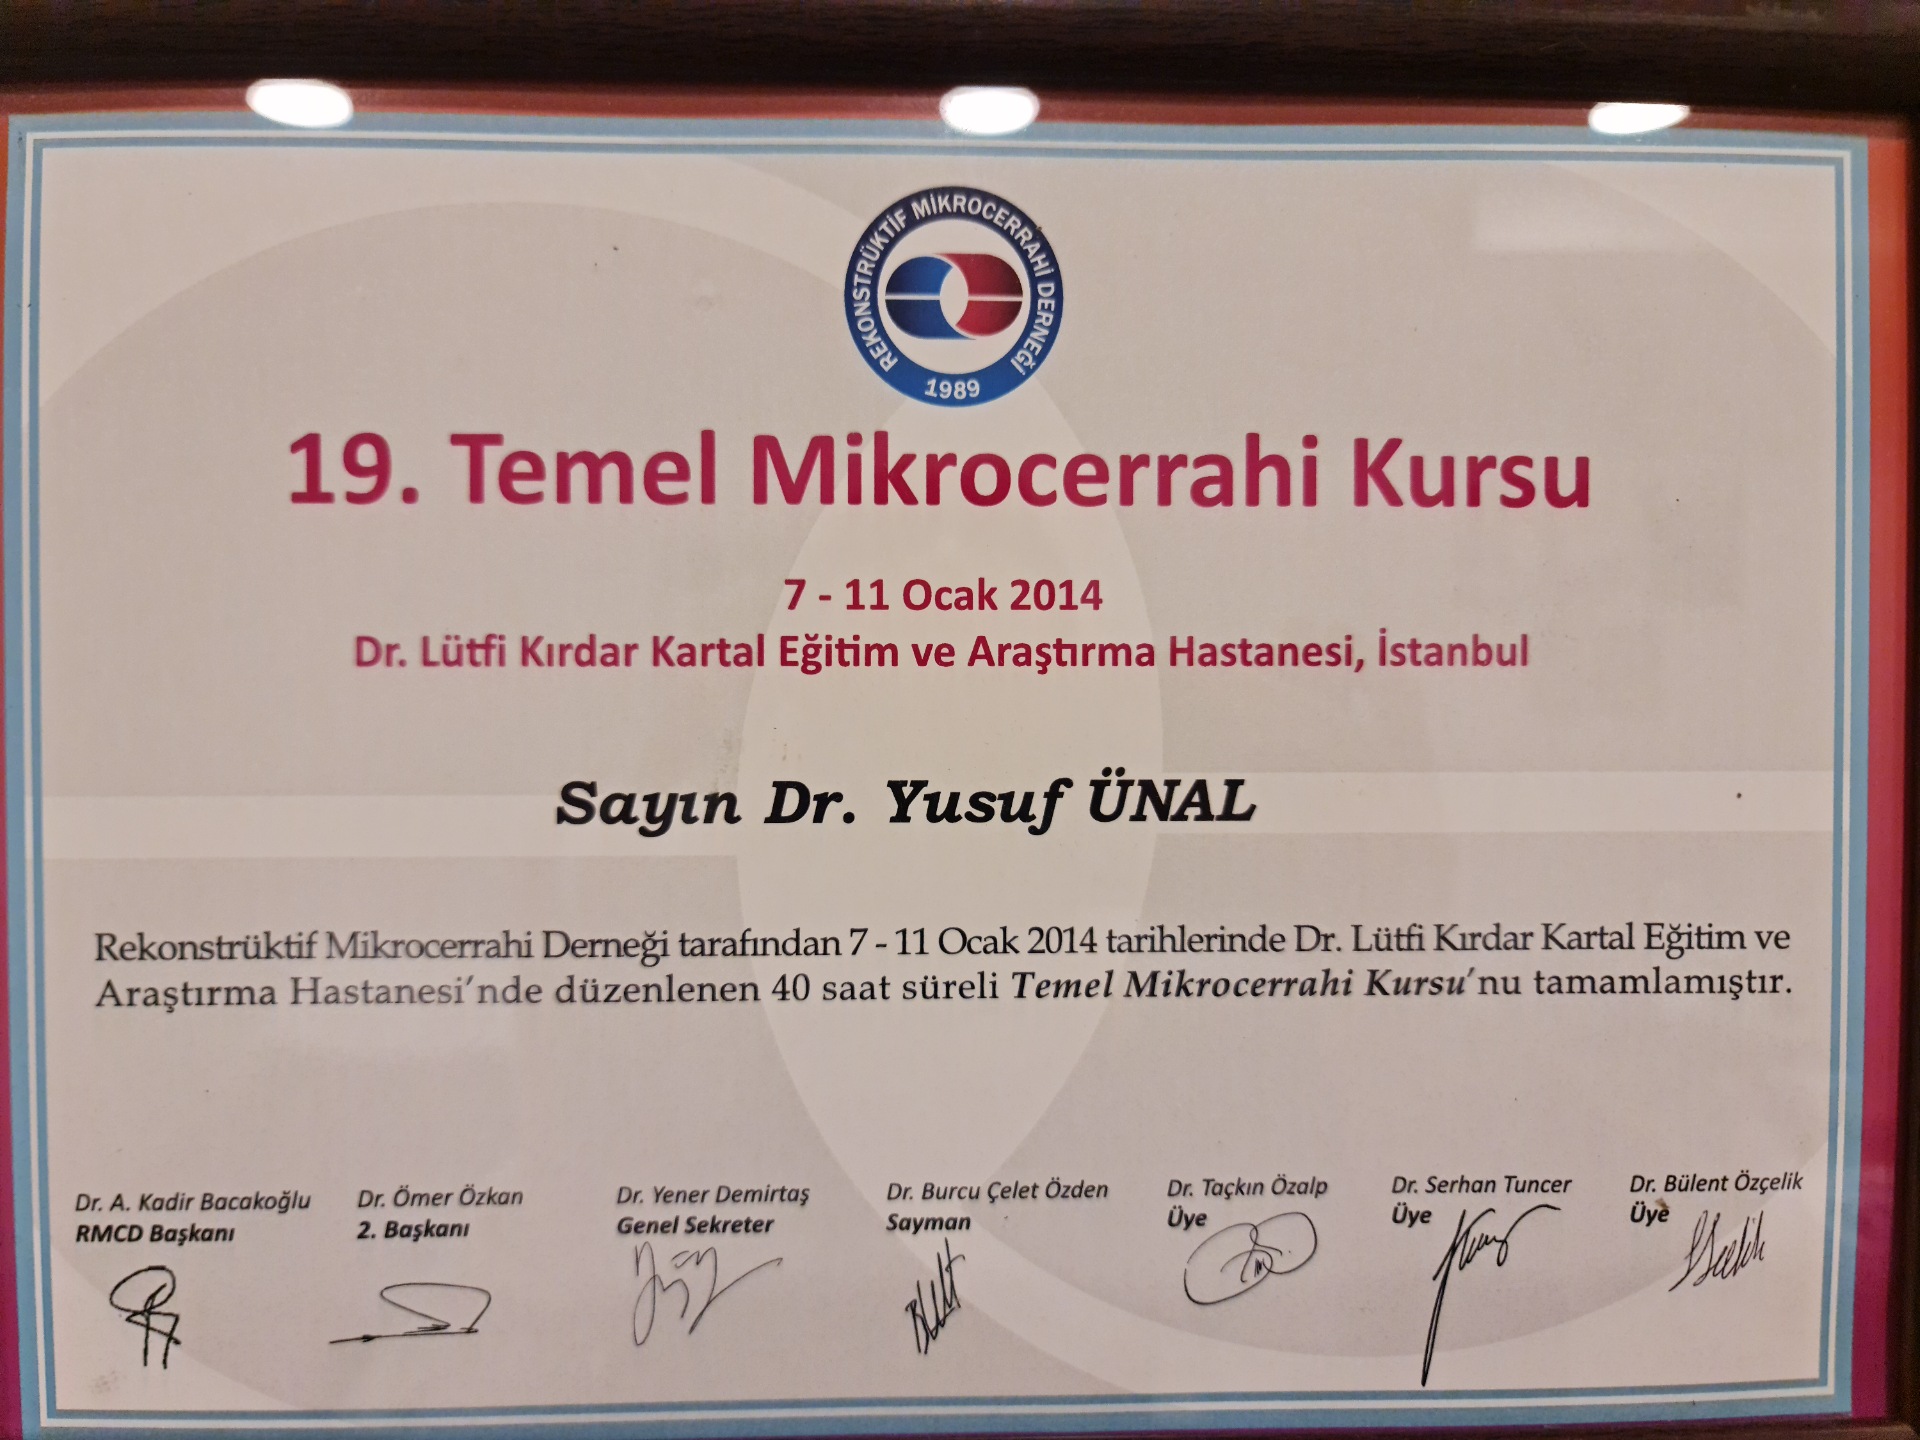 REKONSTRÜKTİF MİKROCERRAHİ DERNEĞİ
1989
19. Temel Mikrocerrahi Kursu
7 - 11 Ocak 2014
Dr. Lütfi Kırdar Kartal Eğitim ve Araştırma Hastanesi, İstanbul
Sayın Dr. Yusuf ÜNAL
Rekonstrüktif Mikrocerrahi Derneği tarafından 7 - 11 Ocak 2014 tarihlerinde Dr. Lütfi Kırdar Kartal Eğitim ve
Araştırma Hastanesi'nde düzenlenen 40 saat süreli Temel Mikrocerrahi Kursu'nu tamamlamıştır.
Dr. A. Kadir Bacakoğlu
RMCD Başkanı
Dr. Ömer Özkan
2. Başkanı
Dr. Yener Demirtaş
Genel Sekreter
Dr. Burcu Çelet Özden
Sayman
Dr. Taçkın Özalp
Üye
Dr. Serhan Tuncer
Üye
Dr. Bülent Özçelik
Üye